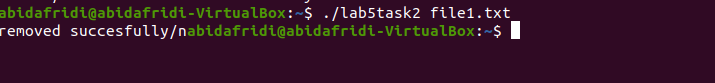 abidafridi@abidafridi-VirtualBox:~$ ./lab5task2 file1.txt
removed succesfully/nabidafridi@abidafridi-VirtualBox:~$